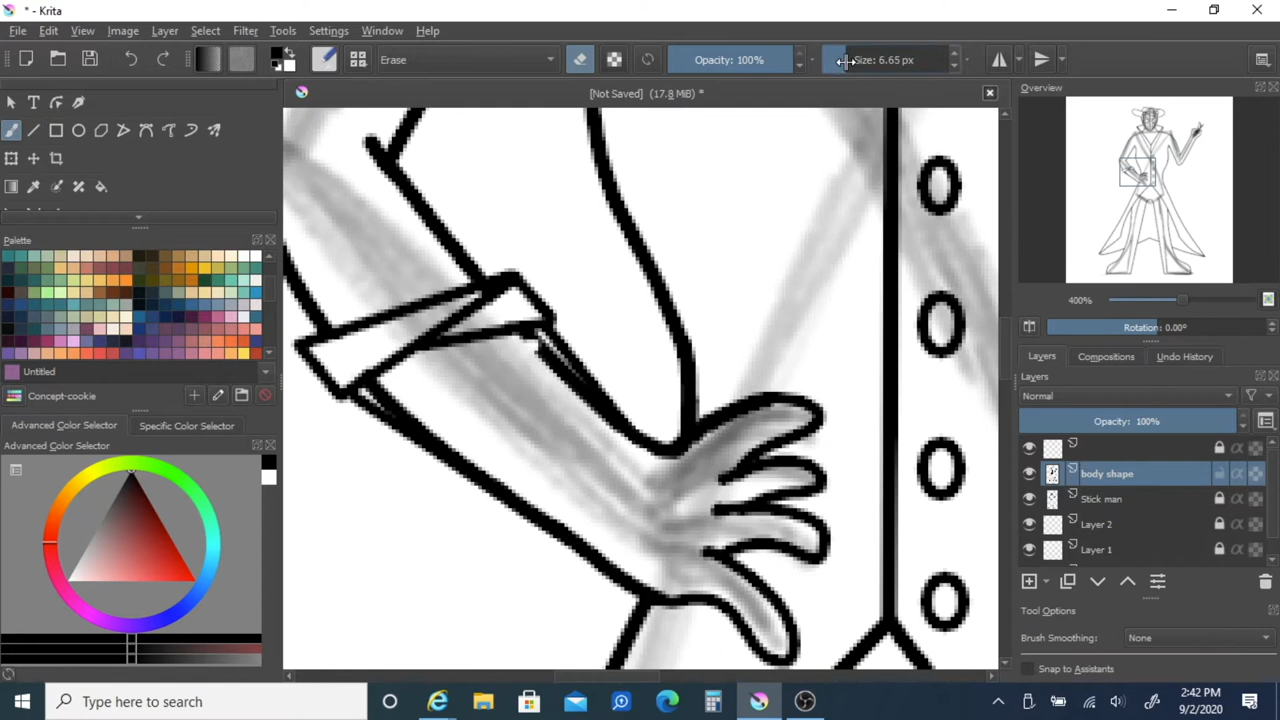 * - Krita
File Edit View Image Layer Select Filter Tools Settings Window Help
Erase Opacity: 100% Size: 6.65 px
[Not Saved] (17.8 MiB) *
Overview
Palette
400%
Rotation: 0.00°
Layers Compositions Undo History
Untitled
Layers
Concept-cookie
Normal
Opacity: 100%
Advanced Color Selector Specific Color Selector
Advanced Color Selector
body shape
Stick man
Layer 2
Layer 1
Tool Options
Brush Smoothing: None
Snap to Assistants
Type here to search
2:42 PM
9/2/2020